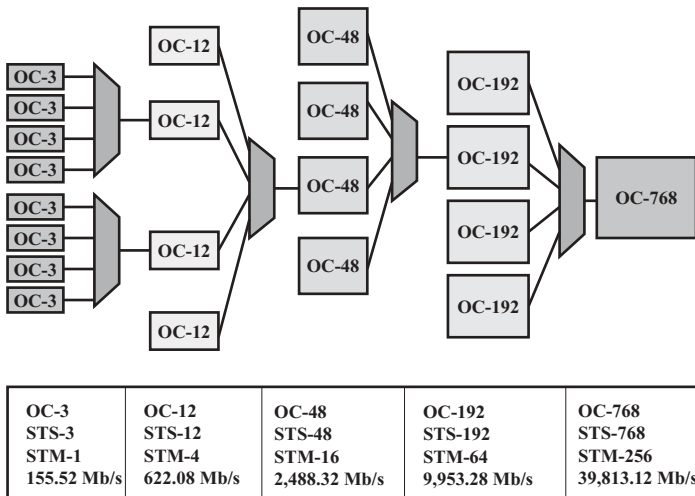 OC-3
OC-3
OC-3
OC-3
OC-3
OC-3
OC-3
OC-3
OC-12
OC-12
OC-12
OC-12
OC-48
OC-48
OC-48
OC-48
OC-192
OC-192
OC-192
OC-192
OC-768
OC-3
STS-3
STM-1
155.52 Mb/s
OC-12
STS-12
STM-4
622.08 Mb/s
OC-48
STS-48
STM-16
2,488.32 Mb/s
OC-192
STS-192
STM-64
9,953.28 Mb/s
OC-768
STS-768
STM-256
39,813.12 Mb/s